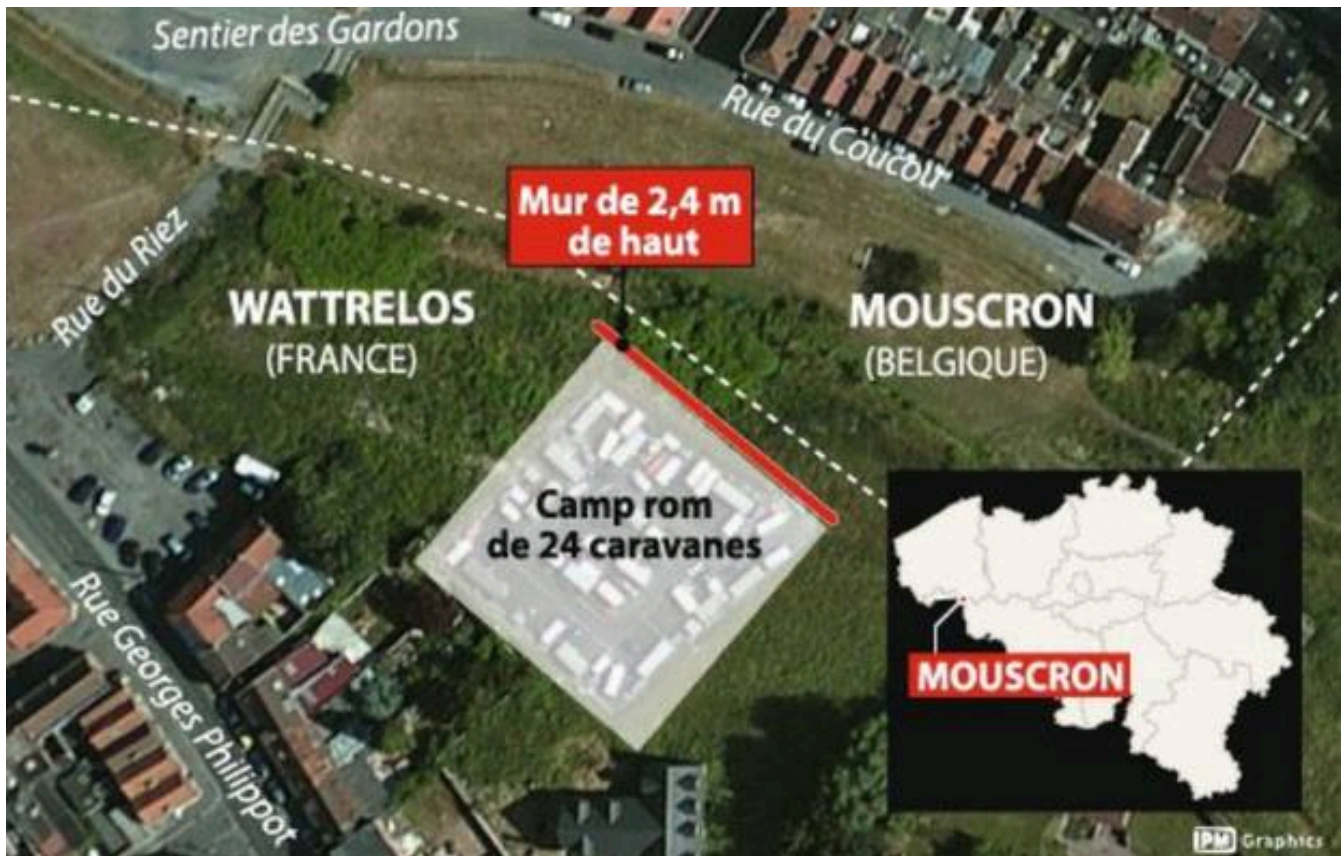 Sentier des Gardons
Rue du Coucou
Mur de 2,4 m
de haut
Rue du Riez
WATTRELOS
(FRANCE)
MOUSCRON
(BELGIQUE)
Camp rom
de 24 caravanes
Rue Georges Philippot
MOUSCRON
IPM Graphics